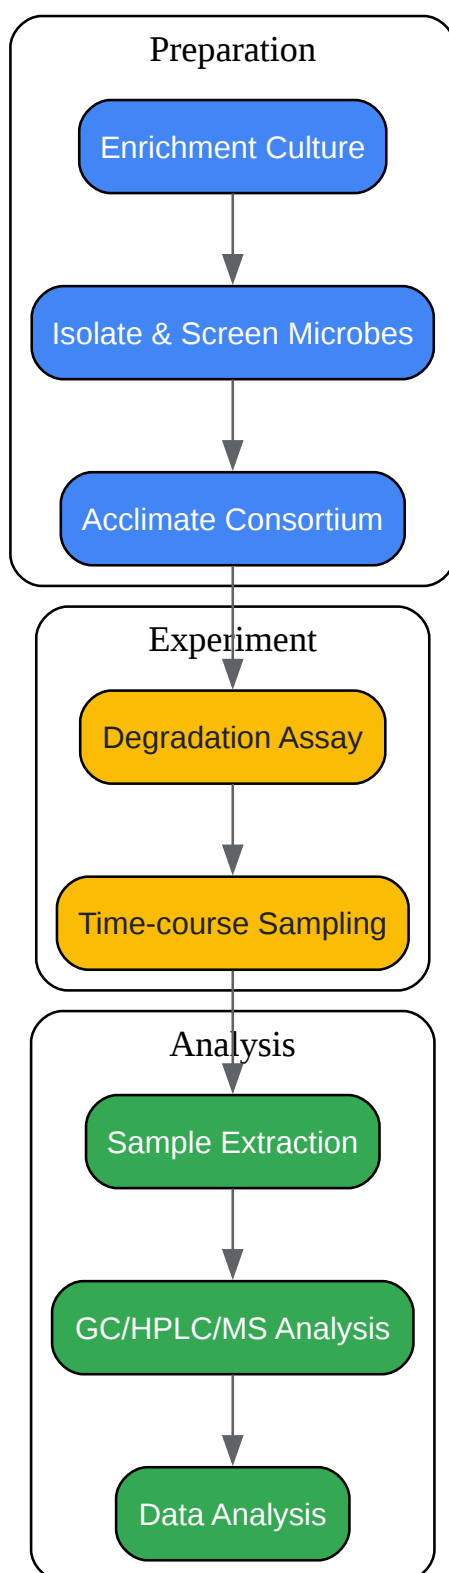 Preparation
Enrichment Culture
Isolate & Screen Microbes
Acclimate Consortium
Experiment
Degradation Assay
Time-course Sampling
Analysis
Sample Extraction
GC/HPLC/MS Analysis
Data Analysis